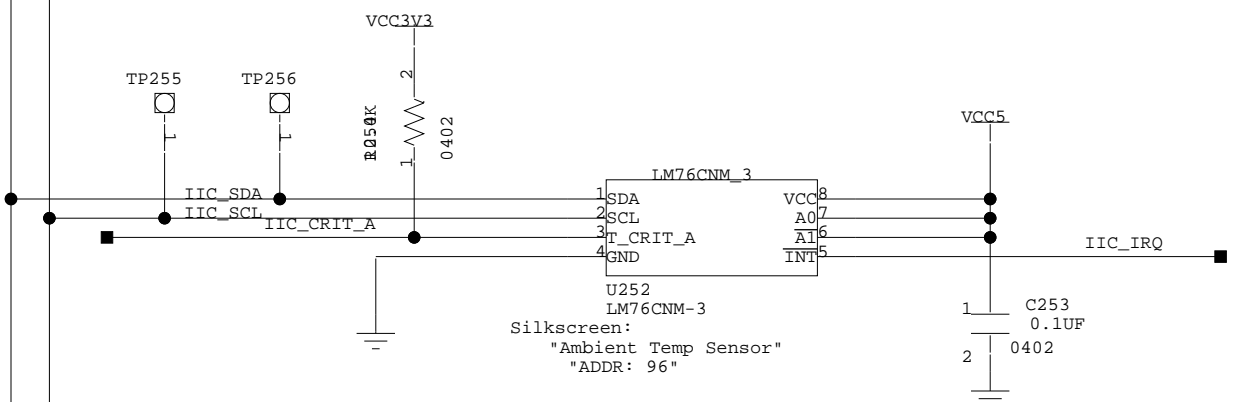 VCC3V3
TP255
TP256
2
1
1
0402
1
VCC5
LM76CNM_3
IIC_SDA
1
SDA
VCC
8
IIC_SCL
2
SCL
A0
7
IIC_CRIT_A
3
T_CRIT_A
A1
6
4
GND
INT
5
IIC_IRQ
U252
LM76CNM-3
Silkscreen:
"Ambient Temp Sensor"
"ADDR: 96"
1
C253
0.1UF
0402
2